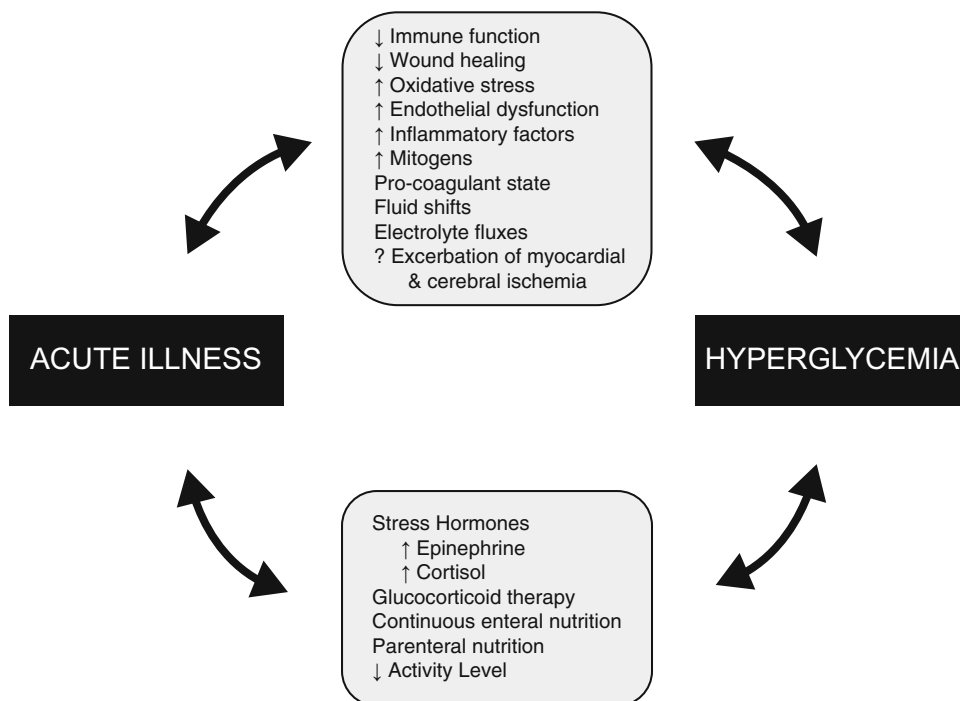 ↓ Immune function
↓ Wound healing
↑ Oxidative stress
↑ Endothelial dysfunction
↑ Inflammatory factors
↑ Mitogens
Pro-coagulant state
Fluid shifts
Electrolyte fluxes
? Excerbation of myocardial
& cerebral ischemia
ACUTE ILLNESS
HYPERGLYCEMIA
Stress Hormones
↑ Epinephrine
↑ Cortisol
Glucocorticoid therapy
Continuous enteral nutrition
Parenteral nutrition
↓ Activity Level